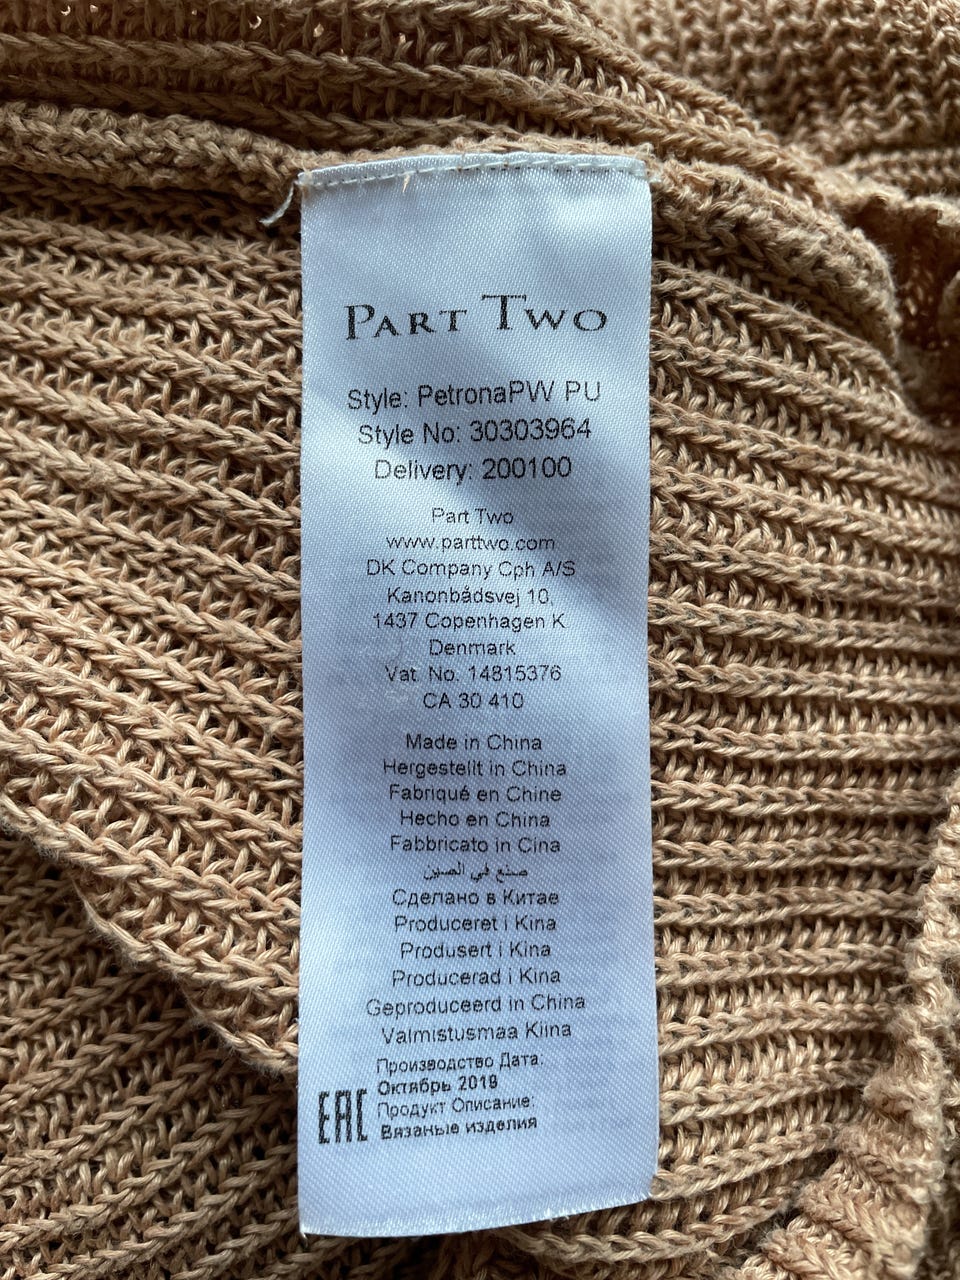 PART TWO
Style: PetronaPW PU
Style No: 30303964
Delivery: 200100
Part Two
www.parttwo.com
DK Company Cph A/S
Kanonbådsvej 10,
1437 Copenhagen K
Denmark
Vat. No. 14815376
CA 30 410
Made in China
Hergestellt in China
Fabriqué en Chine
Hecho en China
Fabbricato in Cina
صنع في الصين
Сделано в Китае
Produceret i Kina
Produsert i Kina
Producerad i Kina
Geproduceerd in China
Valmistusmaa Kiina
Производство Дата:
Октябрь 2019
Продукт Описание:
Вязаные изделия
EAC